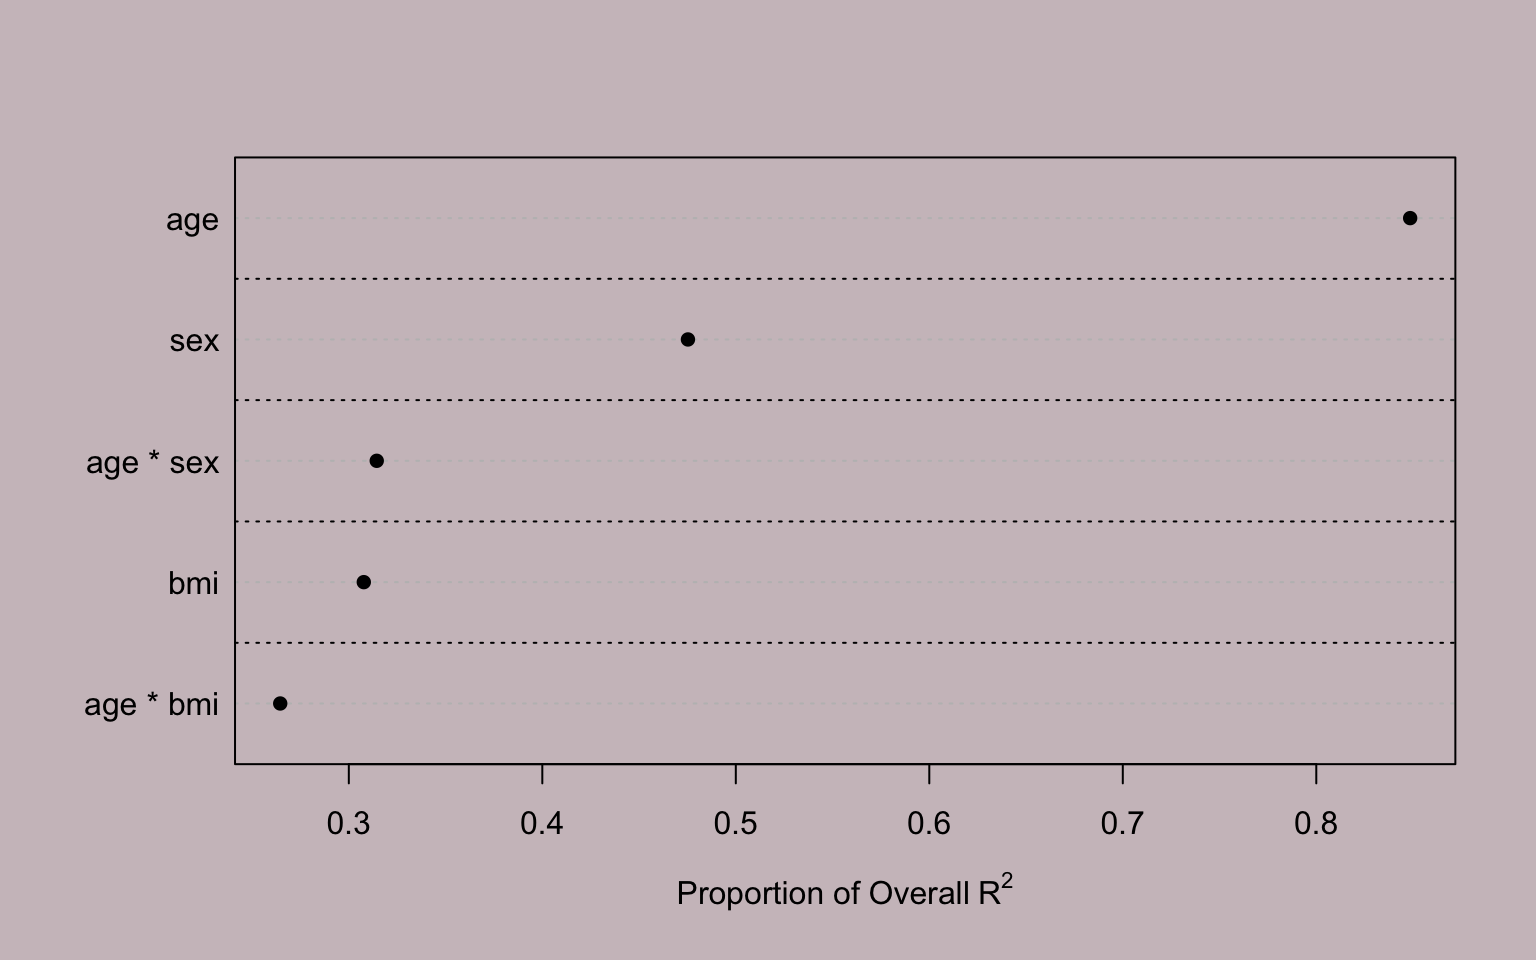 age
sex
age * sex
bmi
age * bmi
0.3 0.4 0.5 0.6 0.7 0.8
Proportion of Overall R²